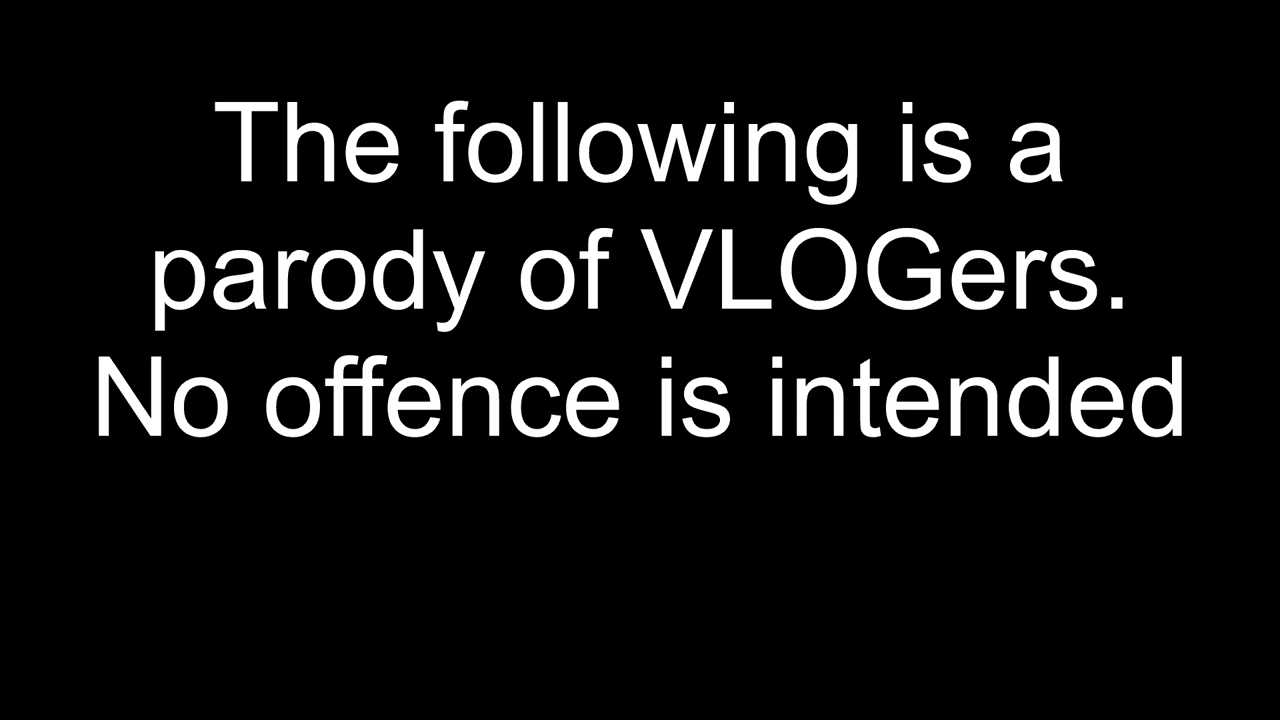 The following is a
parody of VLOGers.
No offence is intended